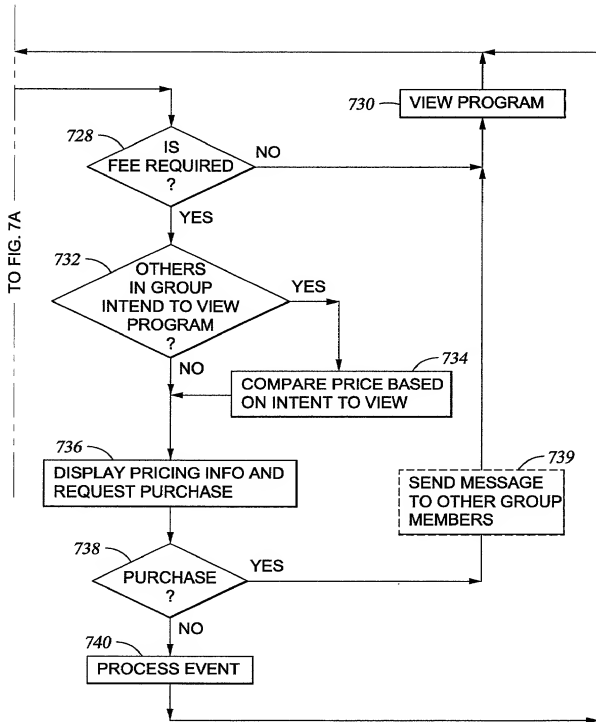 730
VIEW PROGRAM
728
IS
FEE REQUIRED
?
NO
YES
TO FIG. 7A
732
OTHERS
IN GROUP
INTEND TO VIEW
PROGRAM
?
YES
NO
734
COMPARE PRICE BASED
ON INTENT TO VIEW
736
DISPLAY PRICING INFO AND
REQUEST PURCHASE
739
SEND MESSAGE
TO OTHER GROUP
MEMBERS
738
PURCHASE
?
YES
NO
740
PROCESS EVENT